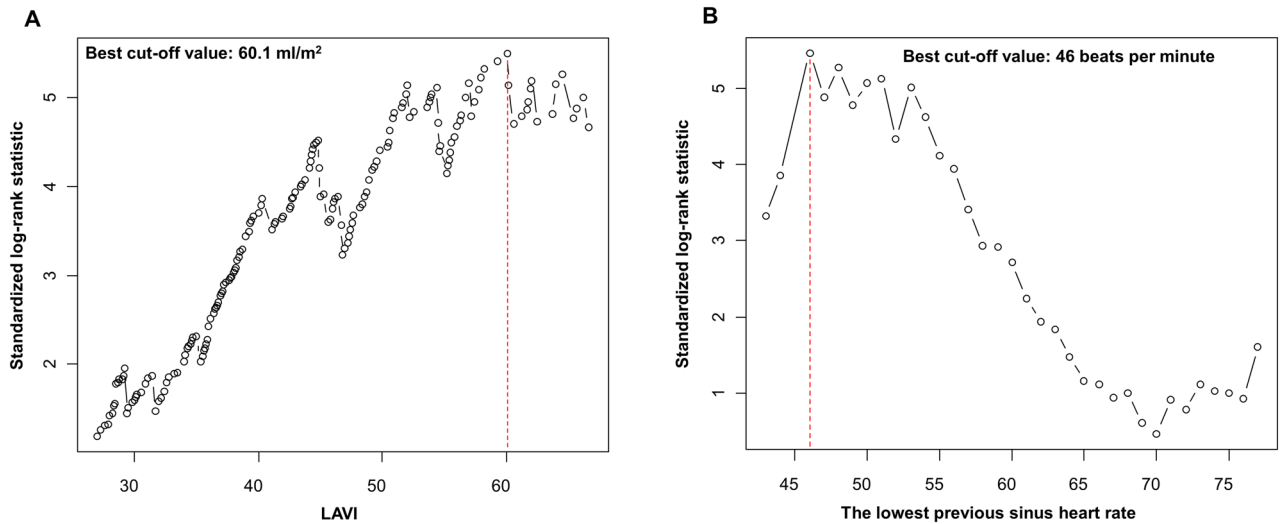 A
Best cut-off value: 60.1 ml/m²
Standardized log-rank statistic
5
4
3
2
30 40 50 60
LAVI
B
Best cut-off value: 46 beats per minute
Standardized log-rank statistic
5
4
3
2
1
45 50 55 60 65 70 75
The lowest previous sinus heart rate